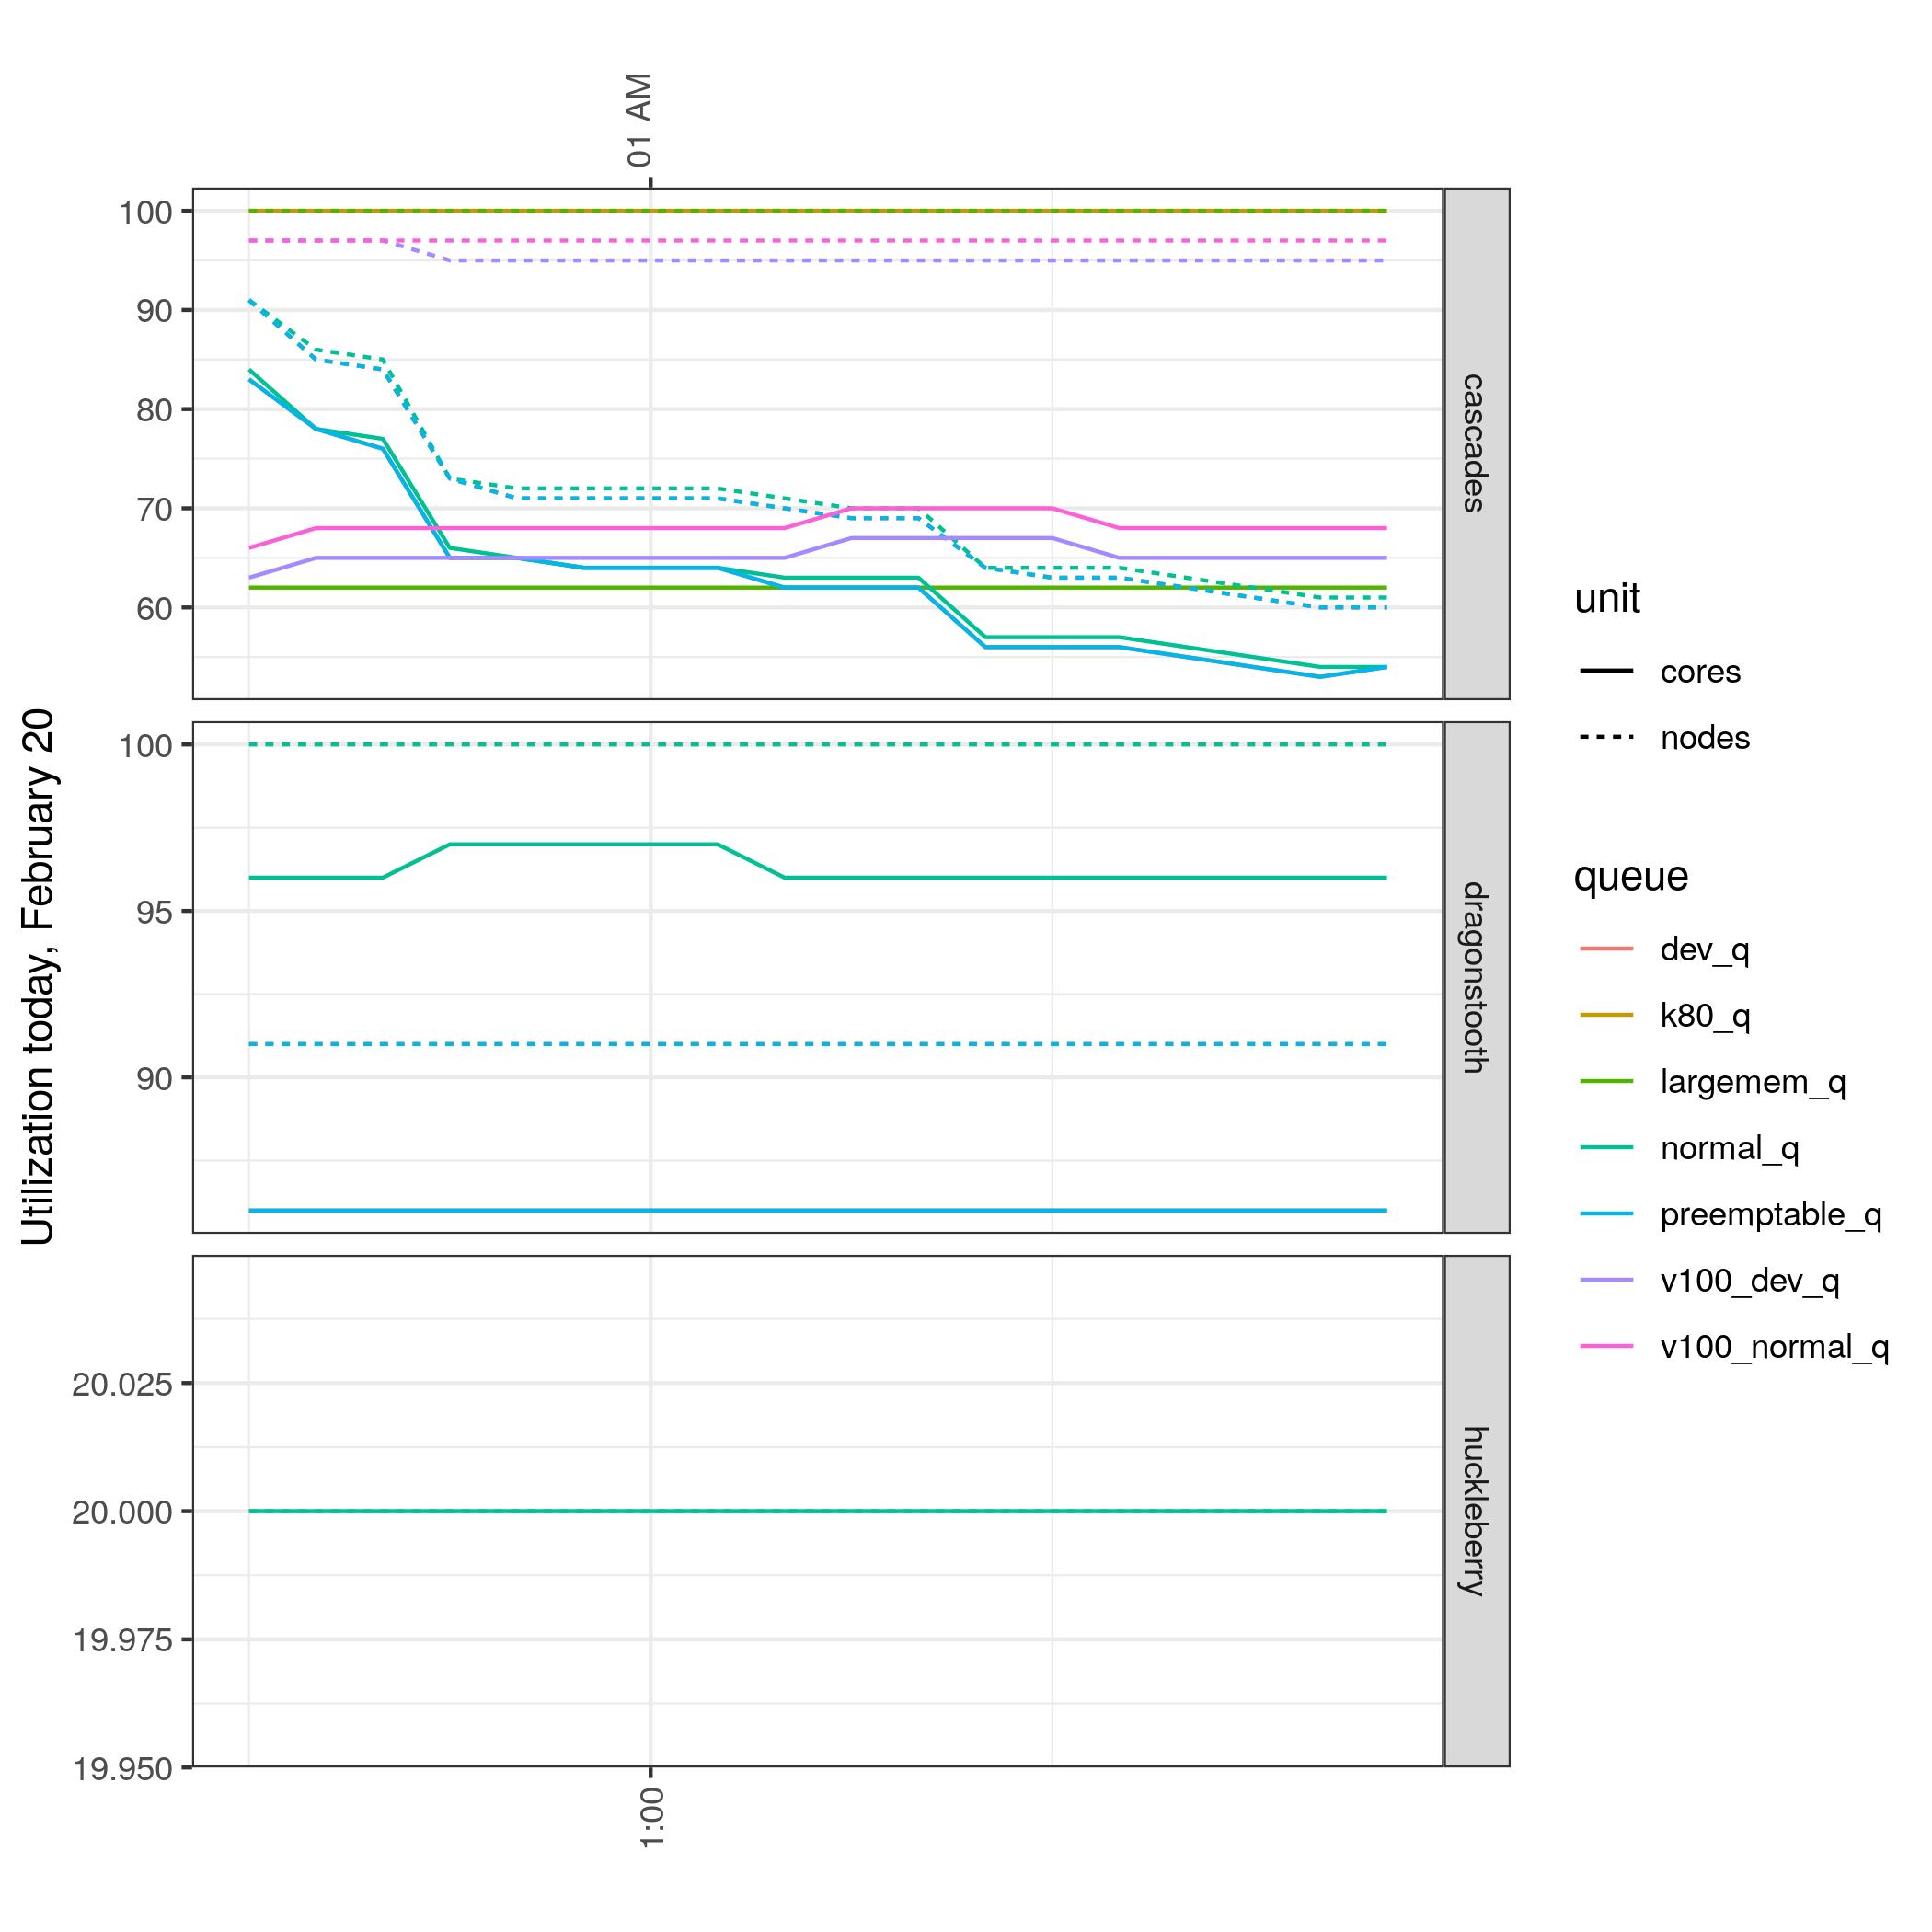 01 AM
100
90
80
70
60
cascades
100
95
90
dragonstooth
20.025
20.000
19.975
19.950
huckleberry
1:00
Utilization today, February 20
unit
cores
nodes
queue
dev_q
k80_q
largemem_q
normal_q
preemptable_q
v100_dev_q
v100_normal_q